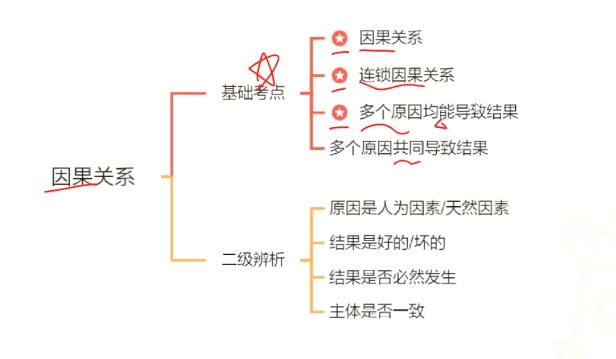 因果关系
基础考点
因果关系
连锁因果关系
多个原因均能导致结果
多个原因共同导致结果
二级辨析
原因是人为因素/天然因素
结果是好的/坏的
结果是否必然发生
主体是否一致